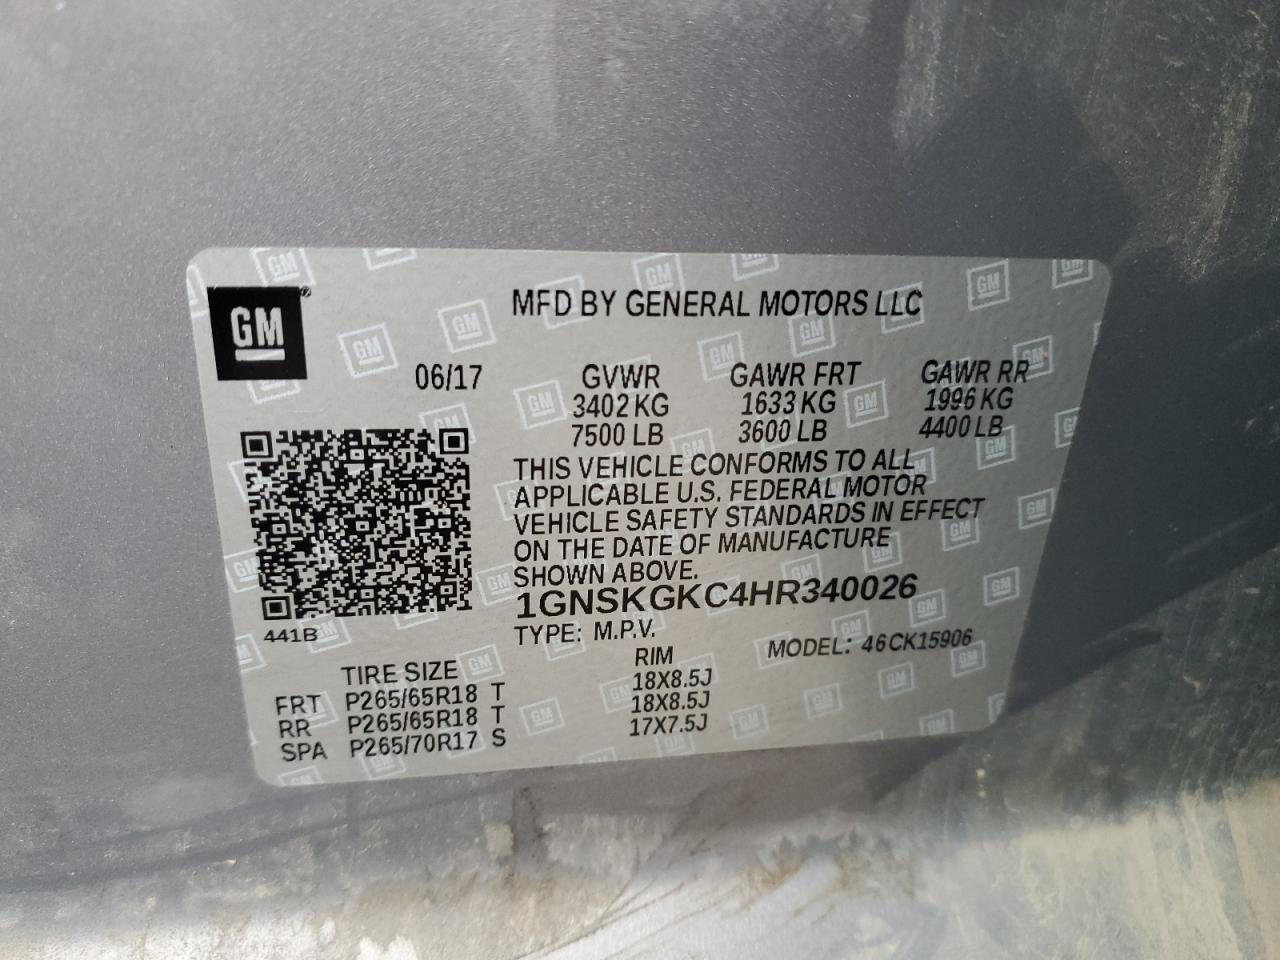 GM®
MFD BY GENERAL MOTORS LLC
06/17 GVWR GAWR FRT GAWR RR
3402 KG 1633 KG 1996 KG
7500 LB 3600 LB 4400 LB
THIS VEHICLE CONFORMS TO ALL
APPLICABLE U.S. FEDERAL MOTOR
VEHICLE SAFETY STANDARDS IN EFFECT
ON THE DATE OF MANUFACTURE
SHOWN ABOVE.
1GNSKGKC4HR340026
441B
TYPE: M.P.V. MODEL: 46CK15906
TIRE SIZE RIM
FRT P265/65R18 T 18X8.5J
RR P265/65R18 T 18X8.5J
SPA P265/70R17 S 17X7.5J